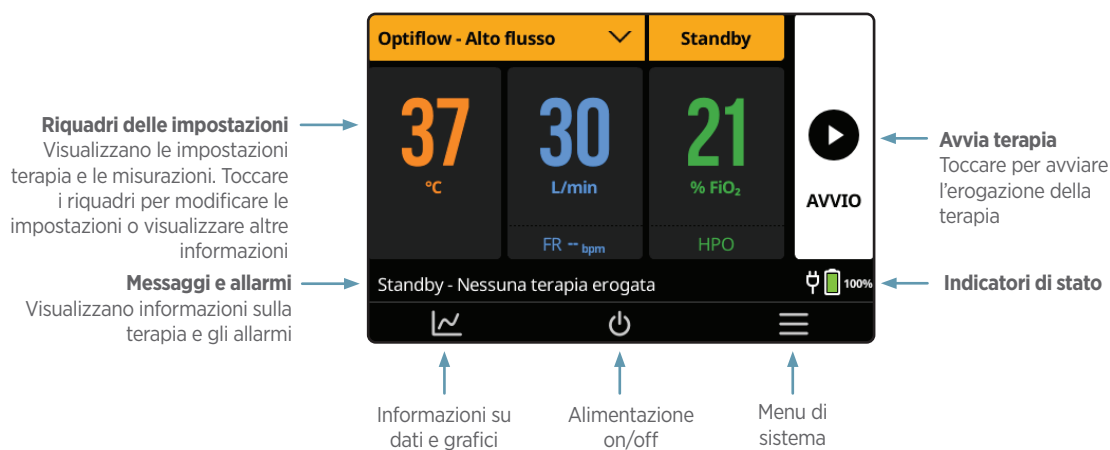 Optiflow - Alto flusso
Standby
37
°C
30
L/min
FR -- bpm
21
% FiO₂
HPO
AVVIO
Standby - Nessuna terapia erogata
100%
Riquadri delle impostazioni
Visualizzano le impostazioni
terapia e le misurazioni. Toccare
i riquadri per modificare le
impostazioni o visualizzare altre
informazioni
Messaggi e allarmi
Visualizzano informazioni sulla
terapia e gli allarmi
Avvia terapia
Toccare per avviare
l'erogazione della
terapia
Indicatori di stato
Informazioni su
dati e grafici
Alimentazione
on/off
Menu di
sistema